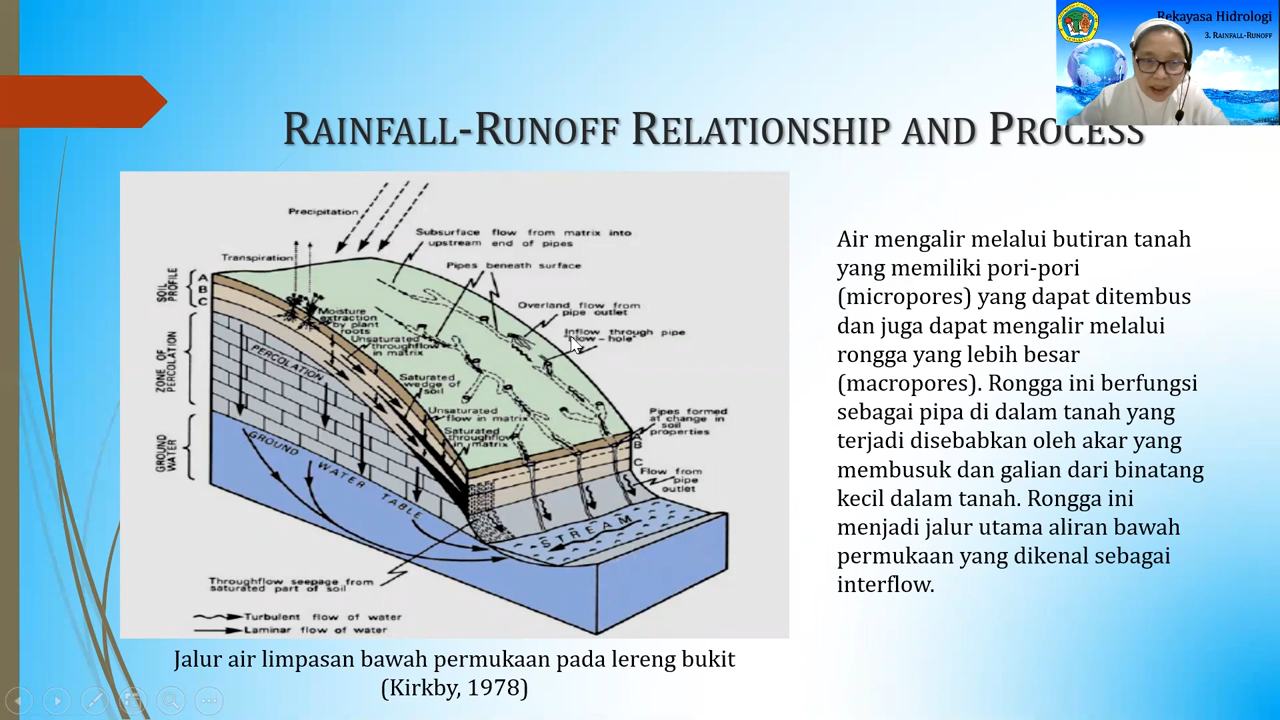 Rekayasa Hidrologi
3. RAINFALL-RUNOFF
RAINFALL-RUNOFF RELATIONSHIP AND PROCESS
Precipitation
Subsurface flow from matrix into
upstream end of pipes
Transpiration
Pipes beneath surface
SOIL
PROFILE
A
B
C
Overland flow from
pipe outlet
Moisture
extraction
by plant
roots
Inflow through pipe
"blow-hole"
Unsaturated
throughflow
in matrix
ZONE OF
PERCOLATION
PERCOLATION
Saturated
wedge of
soil
Unsaturated
flow in matrix
Saturated
throughflow
in matrix
Pipes formed
at change in
soil
properties
A
B
C
GROUND
WATER
GROUND WATER TABLE
Flow from
pipe
outlet
STREAM
Throughflow seepage from
saturated part of soil
Turbulent flow of water
Laminar flow of water
Jalur air limpasan bawah permukaan pada lereng bukit
(Kirkby, 1978)
Air mengalir melalui butiran tanah
yang memiliki pori-pori
(micropores) yang dapat ditembus
dan juga dapat mengalir melalui
rongga yang lebih besar
(macropores). Rongga ini berfungsi
sebagai pipa di dalam tanah yang
terjadi disebabkan oleh akar yang
membusuk dan galian dari binatang
kecil dalam tanah. Rongga ini
menjadi jalur utama aliran bawah
permukaan yang dikenal sebagai
interflow.